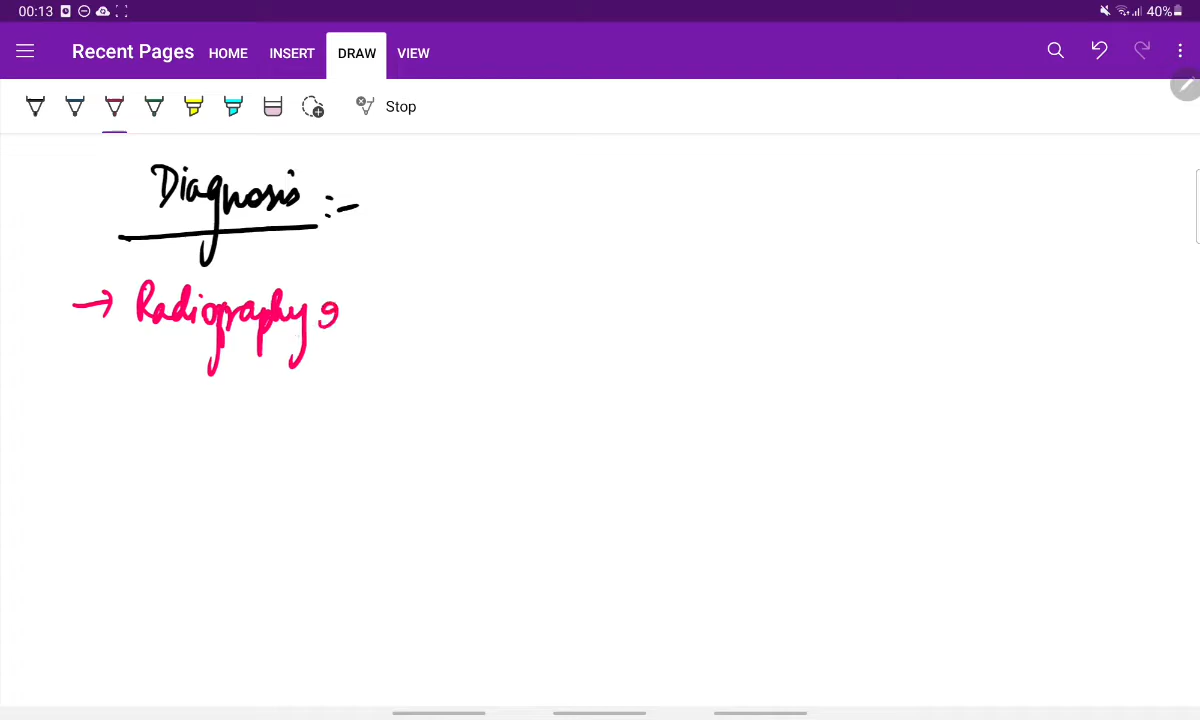 00:13 40%
Recent Pages HOME INSERT DRAW VIEW
Stop
Diagnosis :-
→ Radiography